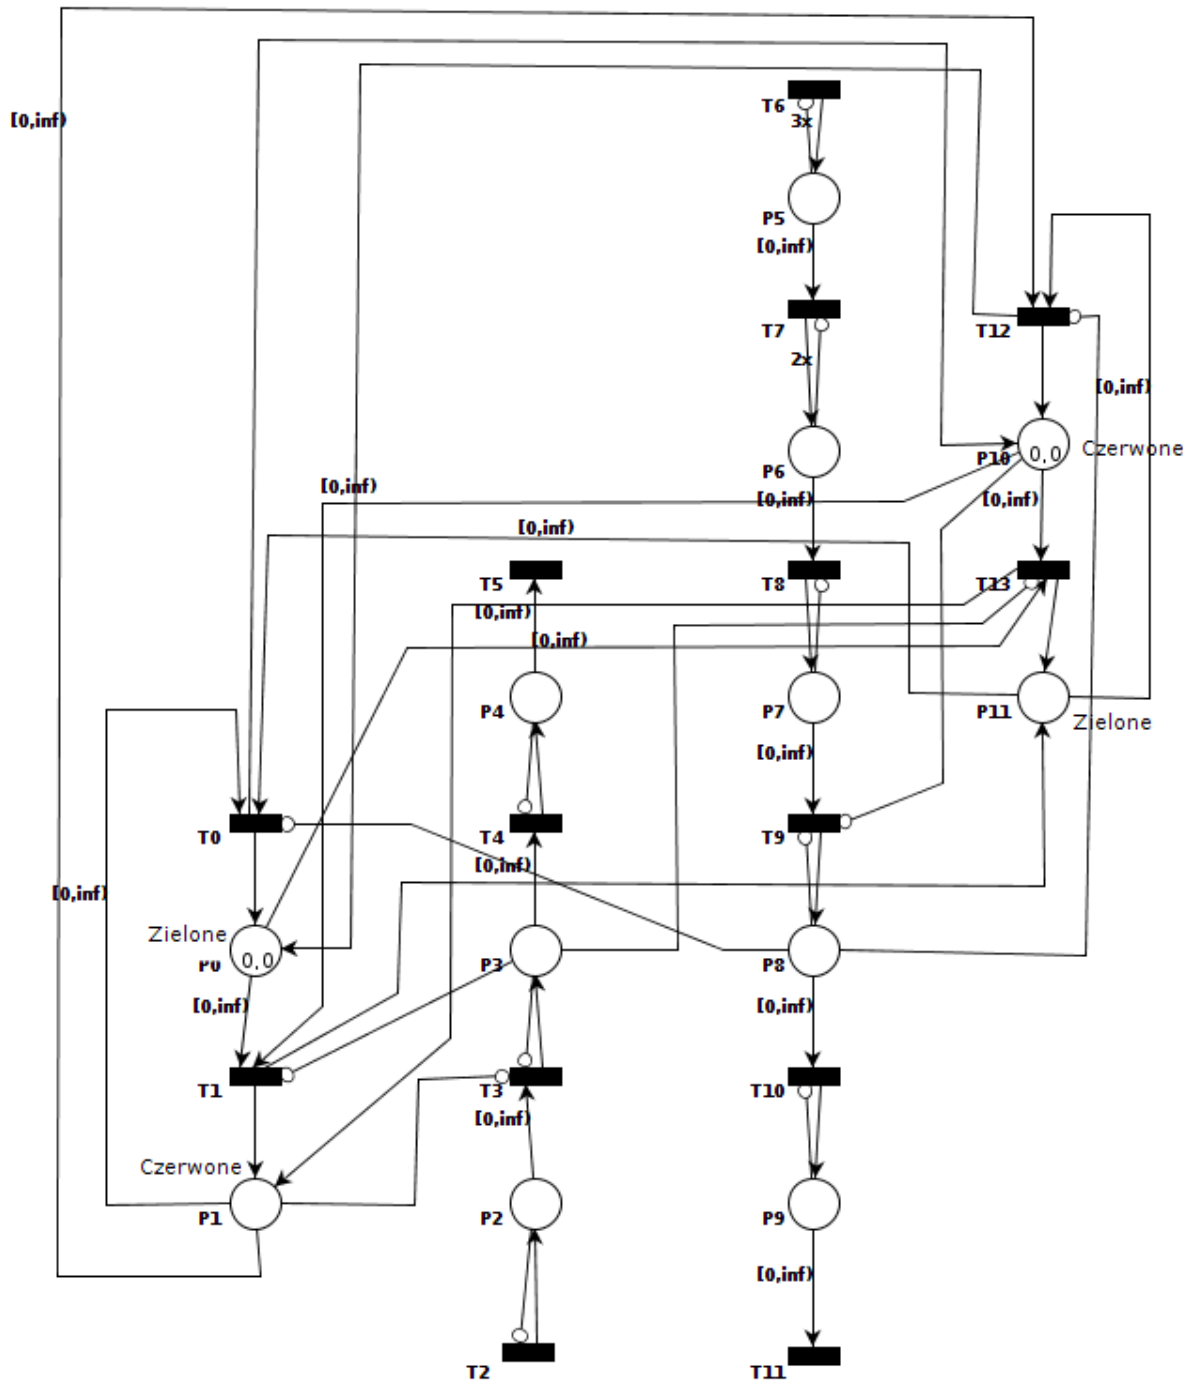 T6
[0,inf)
3x
P5
[0,inf)
T7
T12
2x
[0,inf)
Czerwone
P10
0,0
P6
[0,inf)
[0,inf)
[0,inf)
[0,inf)
T5
T8
T13
[0,inf)
[0,inf)
P4
P7
P11
Zielone
[0,inf)
T0
T4
T9
[0,inf)
[0,inf)
Zielone
P0
0,0
P3
P8
[0,inf)
[0,inf)
T1
T3
T10
[0,inf)
Czerwone
P1
P2
P9
[0,inf)
T2
T11